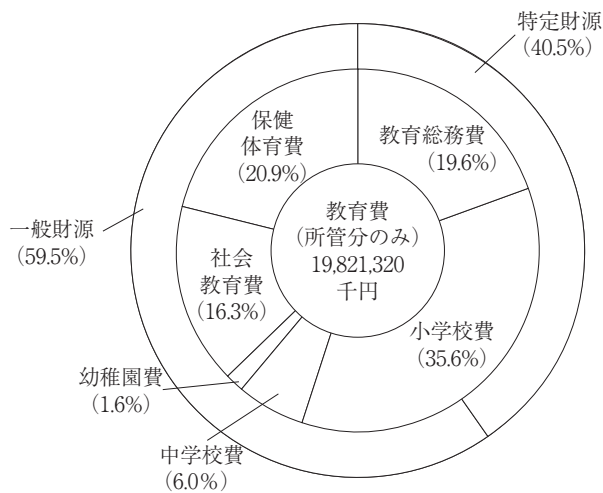 特定財源
(40.5%)
保健
体育費
(20.9%)
教育総務費
(19.6%)
教育費
(所管分のみ)
19,821,320
千円
一般財源
(59.5%)
社会
教育費
(16.3%)
小学校費
(35.6%)
幼稚園費
(1.6%)
中学校費
(6.0%)